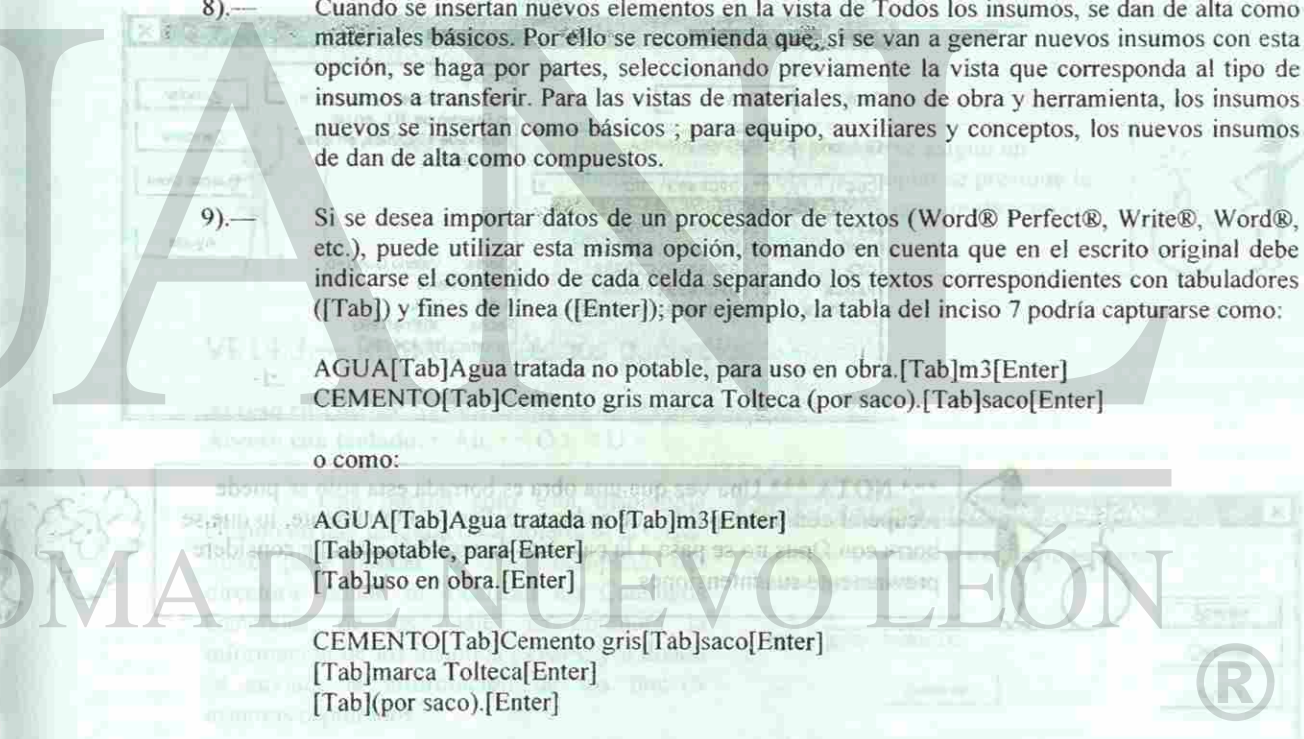 8).— Cuando se insertan nuevos elementos en la vista de Todos los insumos, se dan de alta como
materiales básicos. Por ello se recomienda que, si se van a generar nuevos insumos con esta
opción, se haga por partes, seleccionando previamente la vista que corresponda al tipo de
insumos a transferir. Para las vistas de materiales, mano de obra y herramienta, los insumos
nuevos se insertan como básicos ; para equipo, auxiliares y conceptos, los nuevos insumos
de dan de alta como compuestos.
9).— Si se desea importar datos de un procesador de textos (Word® Perfect®, Write®, Word®,
etc.), puede utilizar esta misma opción, tomando en cuenta que en el escrito original debe
indicarse el contenido de cada celda separando los textos correspondientes con tabuladores
([Tab]) y fines de línea ([Enter]); por ejemplo, la tabla del inciso 7 podría capturarse como:
AGUA[Tab]Agua tratada no potable, para uso en obra.[Tab]m3[Enter]
CEMENTO[Tab]Cemento gris marca Tolteca (por saco).[Tab]saco[Enter]
o como:
AGUA[Tab]Agua tratada no[Tab]m3[Enter]
[Tab]potable, para[Enter]
[Tab]uso en obra.[Enter]
CEMENTO[Tab]Cemento gris[Tab]saco[Enter]
[Tab]marca Tolteca[Enter]
[Tab](por saco).[Enter]
UANL
OMA DE NUEVO LEÓN
®